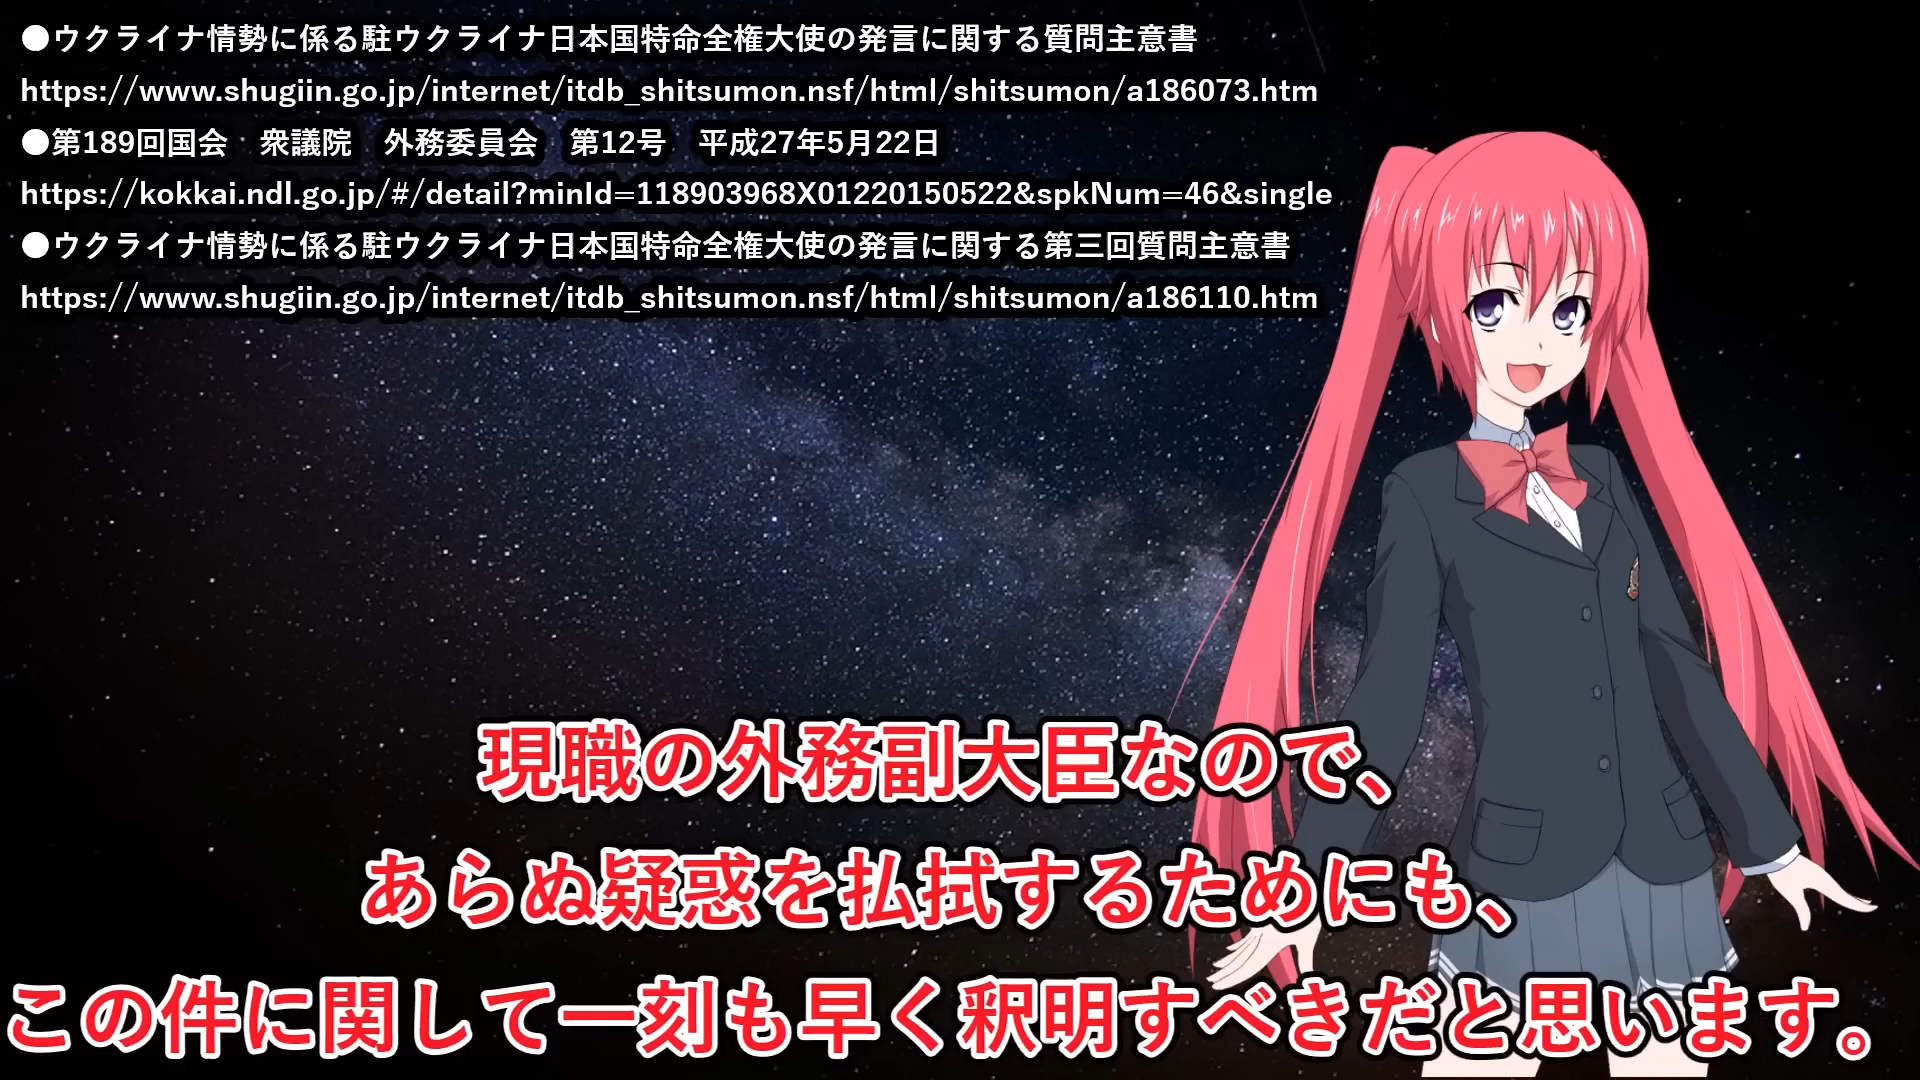 ●ウクライナ情勢に係る駐ウクライナ日本国特命全権大使の発言に関する質問主意書
https://www.shugiin.go.jp/internet/itdb_shitsumon.nsf/html/shitsumon/a186073.htm
●第189回国会　衆議院　外務委員会　第12号　平成27年5月22日
https://kokkai.ndl.go.jp/#/detail?minId=118903968X01220150522&spkNum=46&single
●ウクライナ情勢に係る駐ウクライナ日本国特命全権大使の発言に関する第三回質問主意書
https://www.shugiin.go.jp/internet/itdb_shitsumon.nsf/html/shitsumon/a186110.htm
現職の外務副大臣なので、
あらぬ疑惑を払拭するためにも、
この件に関して一刻も早く釈明すべきだと思います。